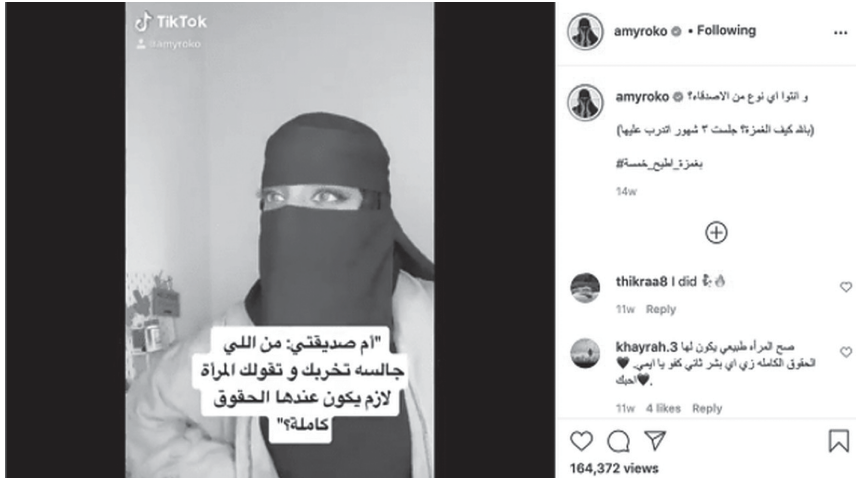 TikTok
@amyroko
"أم صديقتي: من اللي
جالسه تخربك و تقولك المرأة
لازم يكون عندها الحقوق
كاملة؟"
amyroko • Following
amyroko و انتوا اي نوع من الاصدقاء؟
(بالله كيف الغمزة؟ جلست ٣ شهور اتدرب عليها)
#بغمزة_اطيح_خمسة
14w
thikraa8 I did
11w Reply
khayrah.3 صح المرأه طبيعي يكون لها
الحقوق الكامله زي اي بشر ثاني كفو يا ايمي.
احبك.
11w 4 likes Reply
164,372 views